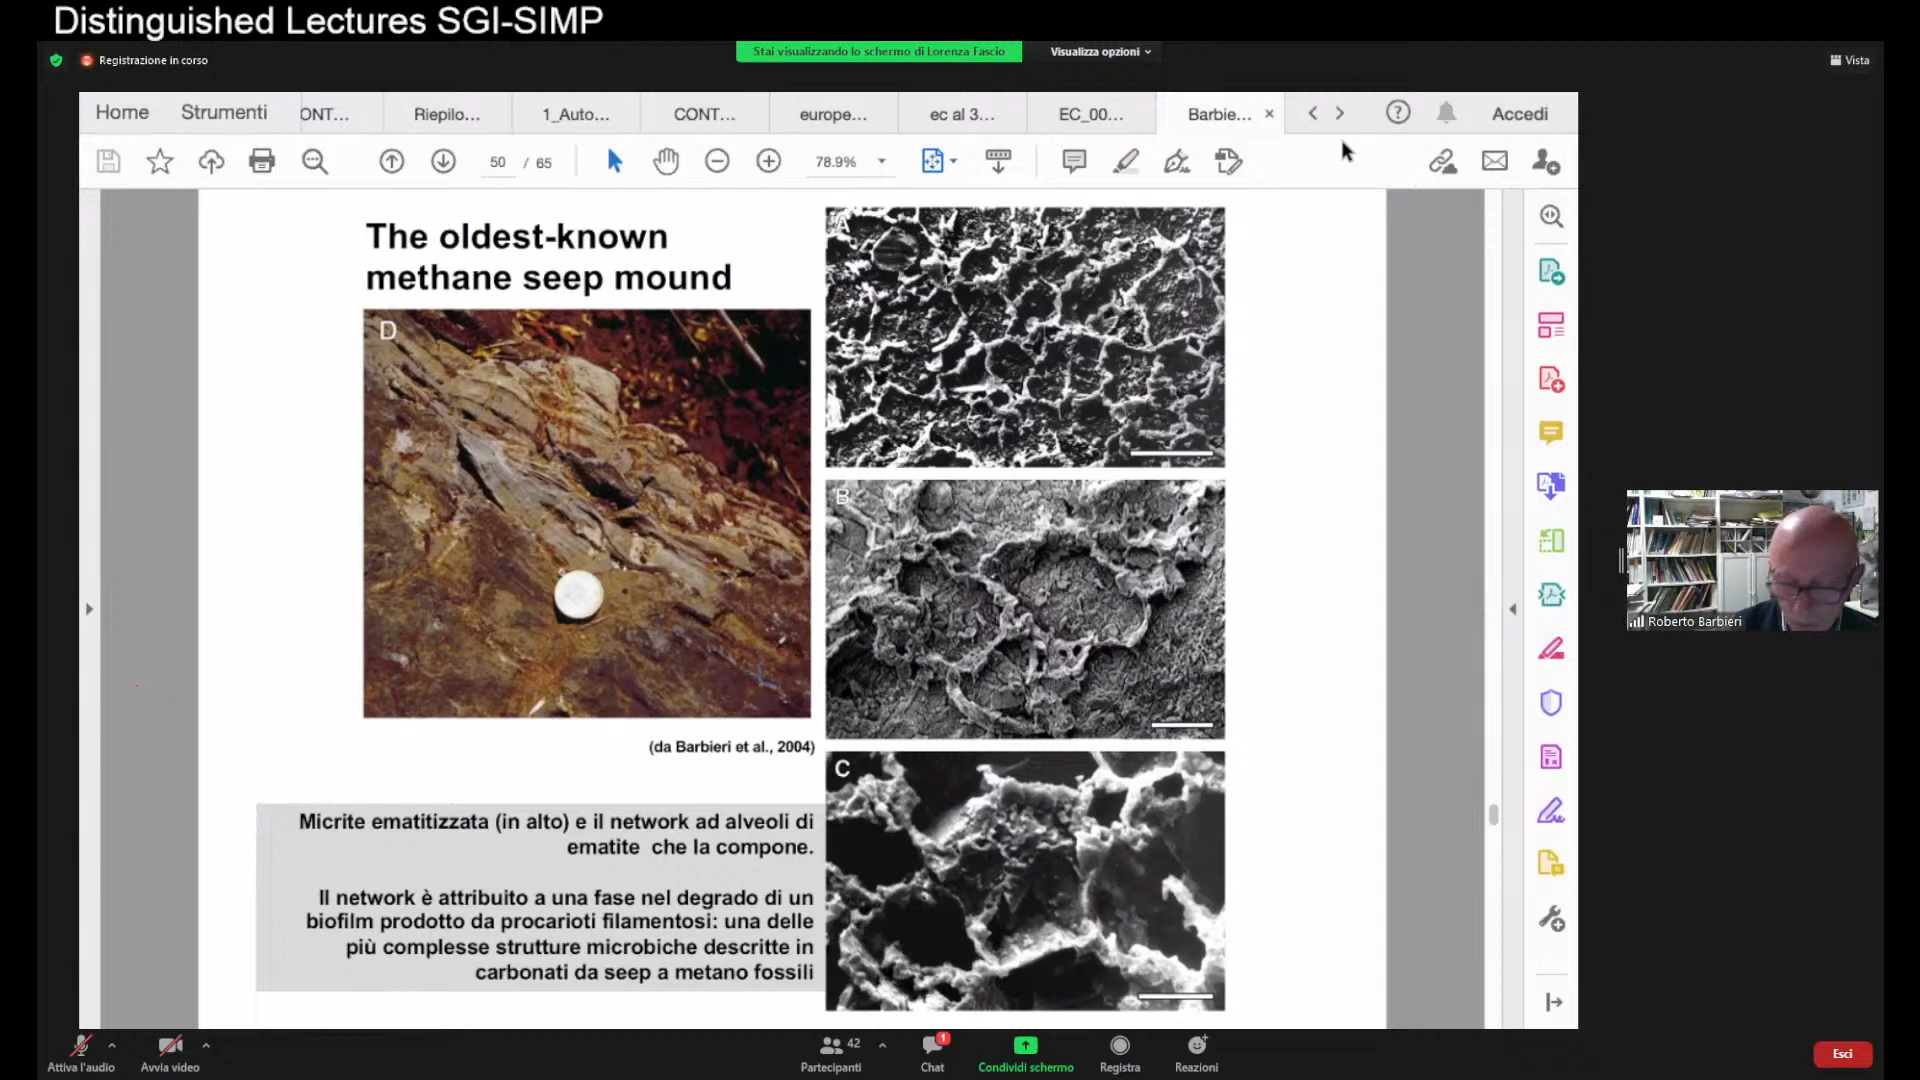 Distinguished Lectures SGI-SIMP
Stai visualizzando lo schermo di Lorenza Fascio
Visualizza opzioni
Registrazione in corso
Vista
Home
Strumenti
ONT...
Riepilo...
1_Auto...
CONT...
europe...
ec al 3...
EC_00...
Barbie...
Accedi
50 / 65
78.9%
The oldest-known
methane seep mound
A
D
B
(da Barbieri et al., 2004)
C
Micrite ematitizzata (in alto) e il network ad alveoli di
ematite che la compone.
Il network è attribuito a una fase nel degrado di un
biofilm prodotto da procarioti filamentosi: una delle
più complesse strutture microbiche descritte in
carbonati da seep a metano fossili
Roberto Barbieri
Attiva l'audio
Avvia video
42
Partecipanti
1
Chat
Condividi schermo
Registra
Reazioni
Esci